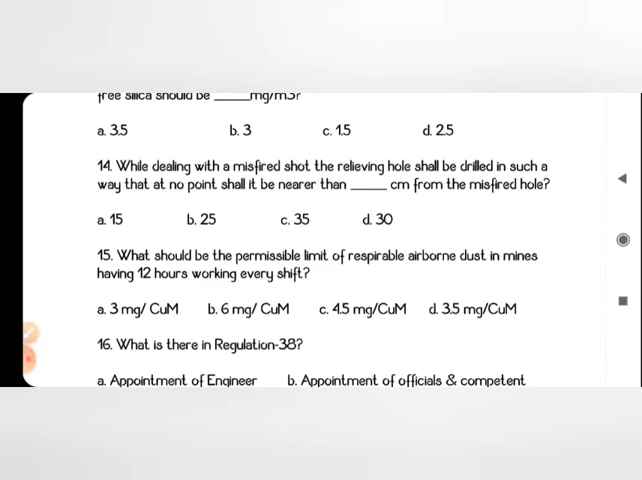 free silica should be _____mg/m3?
a. 3.5 b. 3 c. 1.5 d. 2.5
14. While dealing with a misfired shot the relieving hole shall be drilled in such a
way that at no point shall it be nearer than _____ cm from the misfired hole?
a. 15 b. 25 c. 35 d. 30
15. What should be the permissible limit of respirable airborne dust in mines
having 12 hours working every shift?
a. 3 mg/ CuM b. 6 mg/ CuM c. 4.5 mg/CuM d. 3.5 mg/CuM
16. What is there in Regulation-38?
a. Appointment of Engineer b. Appointment of officials & competent